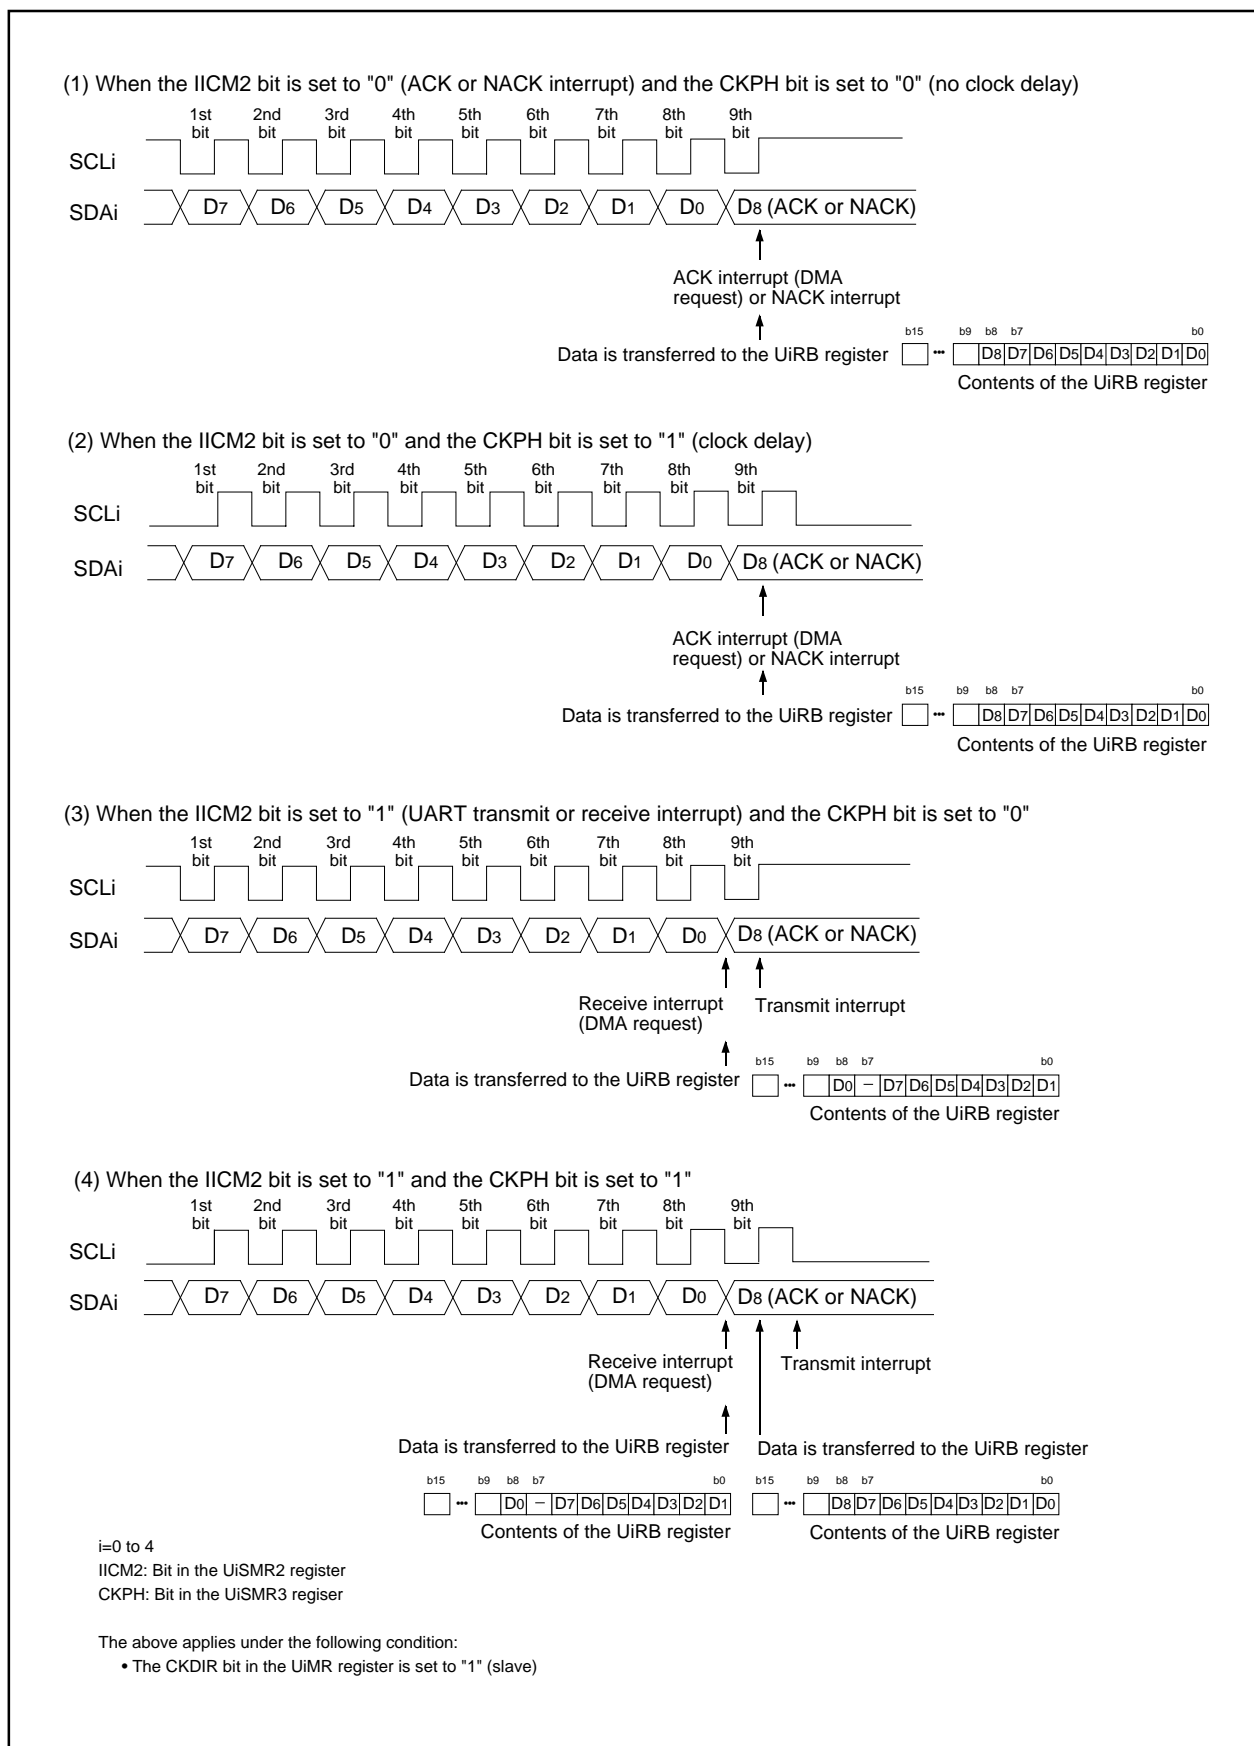 (1) When the IICM2 bit is set to "0" (ACK or NACK interrupt) and the CKPH bit is set to "0" (no clock delay)
1st bit 2nd bit 3rd bit 4th bit 5th bit 6th bit 7th bit 8th bit 9th bit
SCLi
SDAi D7 D6 D5 D4 D3 D2 D1 D0 D8 (ACK or NACK)
ACK interrupt (DMA
request) or NACK interrupt
b15 b9 b8 b7 b0
Data is transferred to the UiRB register ••• D8 D7 D6 D5 D4 D3 D2 D1 D0
Contents of the UiRB register
(2) When the IICM2 bit is set to "0" and the CKPH bit is set to "1" (clock delay)
1st bit 2nd bit 3rd bit 4th bit 5th bit 6th bit 7th bit 8th bit 9th bit
SCLi
SDAi D7 D6 D5 D4 D3 D2 D1 D0 D8 (ACK or NACK)
ACK interrupt (DMA
request) or NACK interrupt
b15 b9 b8 b7 b0
Data is transferred to the UiRB register ••• D8 D7 D6 D5 D4 D3 D2 D1 D0
Contents of the UiRB register
(3) When the IICM2 bit is set to "1" (UART transmit or receive interrupt) and the CKPH bit is set to "0"
1st bit 2nd bit 3rd bit 4th bit 5th bit 6th bit 7th bit 8th bit 9th bit
SCLi
SDAi D7 D6 D5 D4 D3 D2 D1 D0 D8 (ACK or NACK)
Receive interrupt Transmit interrupt
(DMA request)
b15 b9 b8 b7 b0
Data is transferred to the UiRB register ••• D0 – D7 D6 D5 D4 D3 D2 D1
Contents of the UiRB register
(4) When the IICM2 bit is set to "1" and the CKPH bit is set to "1"
1st bit 2nd bit 3rd bit 4th bit 5th bit 6th bit 7th bit 8th bit 9th bit
SCLi
SDAi D7 D6 D5 D4 D3 D2 D1 D0 D8 (ACK or NACK)
Receive interrupt Transmit interrupt
(DMA request)
Data is transferred to the UiRB register Data is transferred to the UiRB register
b15 b9 b8 b7 b0 b15 b9 b8 b7 b0
••• D0 – D7 D6 D5 D4 D3 D2 D1 ••• D8 D7 D6 D5 D4 D3 D2 D1 D0
Contents of the UiRB register Contents of the UiRB register
i=0 to 4
IICM2: Bit in the UiSMR2 register
CKPH: Bit in the UiSMR3 regiser
The above applies under the following condition:
• The CKDIR bit in the UiMR register is set to "1" (slave)